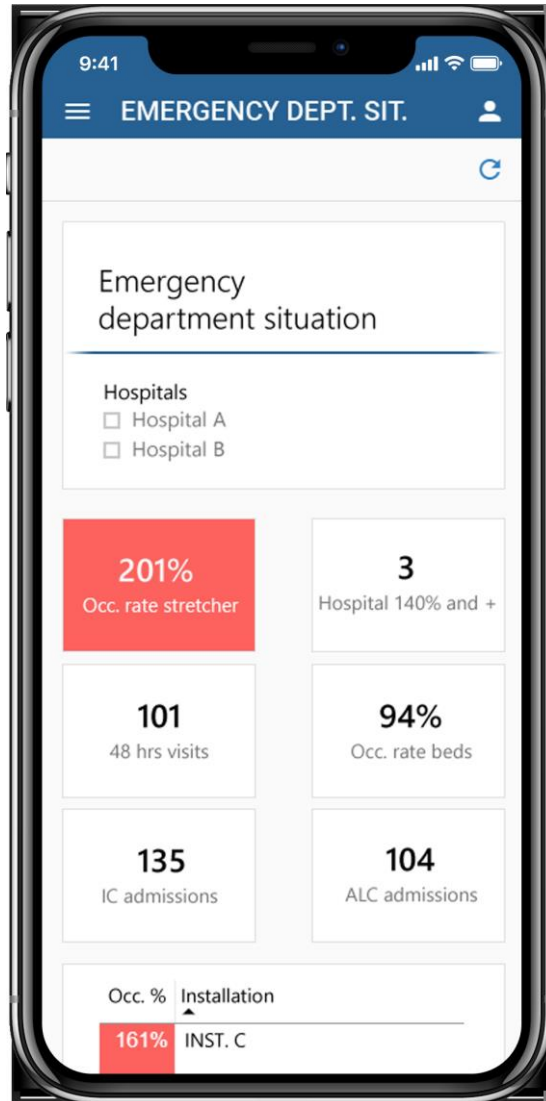 9:41
EMERGENCY DEPT. SIT.
Emergency
department situation
Hospitals
Hospital A
Hospital B
201%
Occ. rate stretcher
3
Hospital 140% and +
101
48 hrs visits
94%
Occ. rate beds
135
IC admissions
104
ALC admissions
Occ. % Installation
161% INST. C